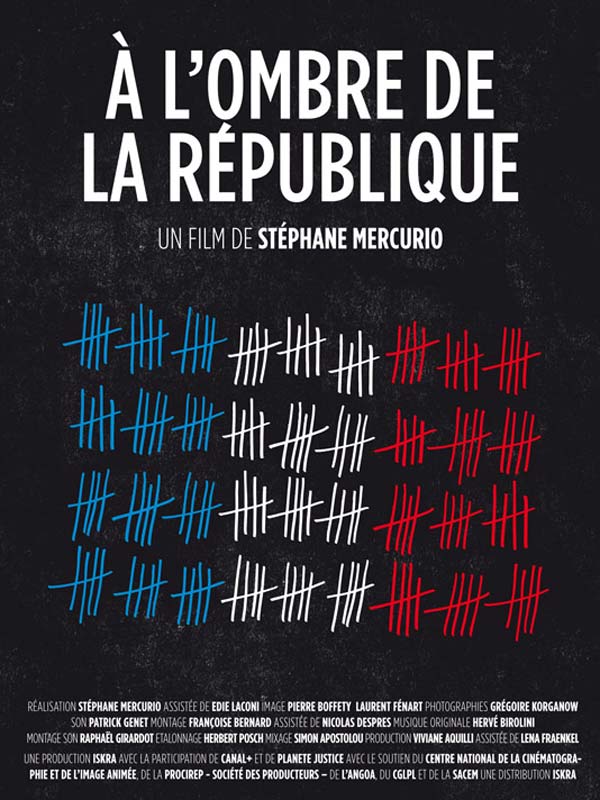 À L'OMBRE DE
LA RÉPUBLIQUE
UN FILM DE STÉPHANE MERCURIO
RÉALISATION STÉPHANE MERCURIO ASSISTÉE DE EDIE LACONI IMAGE PIERRE BOFFETY LAURENT FÉNART PHOTOGRAPHIES GRÉGOIRE KORGANOW
SON PATRICK GENET MONTAGE FRANÇOISE BERNARD ASSISTÉE DE NICOLAS DESPRES MUSIQUE ORIGINALE HERVÉ BIROLINI
MONTAGE SON RAPHAËL GIRARDOT ETALONNAGE HERBERT POSCH MIXAGE SIMON APOSTOLOU PRODUCTION VIVIANE AQUILLI ASSISTÉE DE LENA FRAENKEL
UNE PRODUCTION ISKRA AVEC LA PARTICIPATION DE CANAL+ ET DE PLANETE JUSTICE AVEC LE SOUTIEN DU CENTRE NATIONAL DE LA CINÉMATOGRA-
PHIE ET DE L'IMAGE ANIMÉE, DE LA PROCIREP - SOCIÉTÉ DES PRODUCTEURS – DE L'ANGOA, DU CGLPL ET DE LA SACEM UNE DISTRIBUTION ISKRA